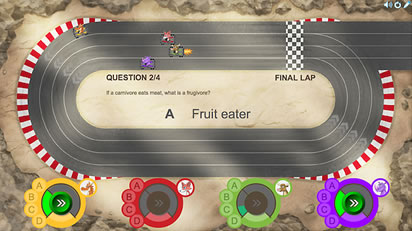 QUESTION 2/4 FINAL LAP
If a carnivore eats meat, what is a frugivore?
A Fruit eater
A B C D
A B C D
A B C D
A B C D